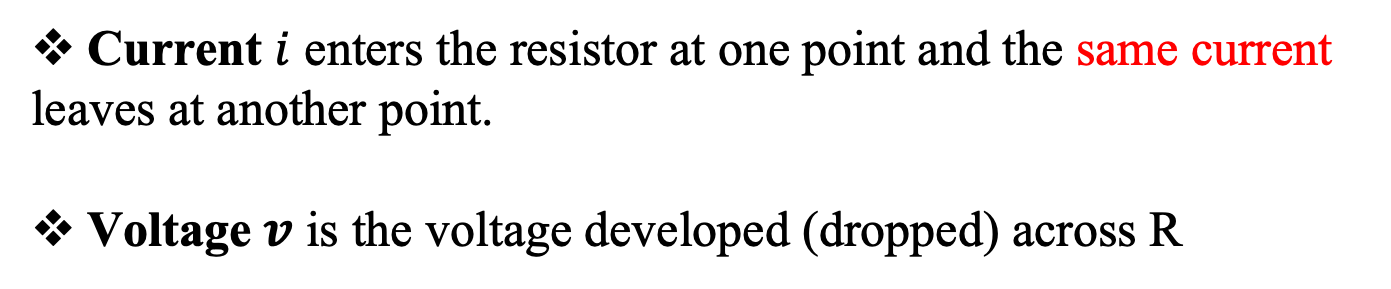 ❖ Current i enters the resistor at one point and the same current
leaves at another point.
❖ Voltage v is the voltage developed (dropped) across R